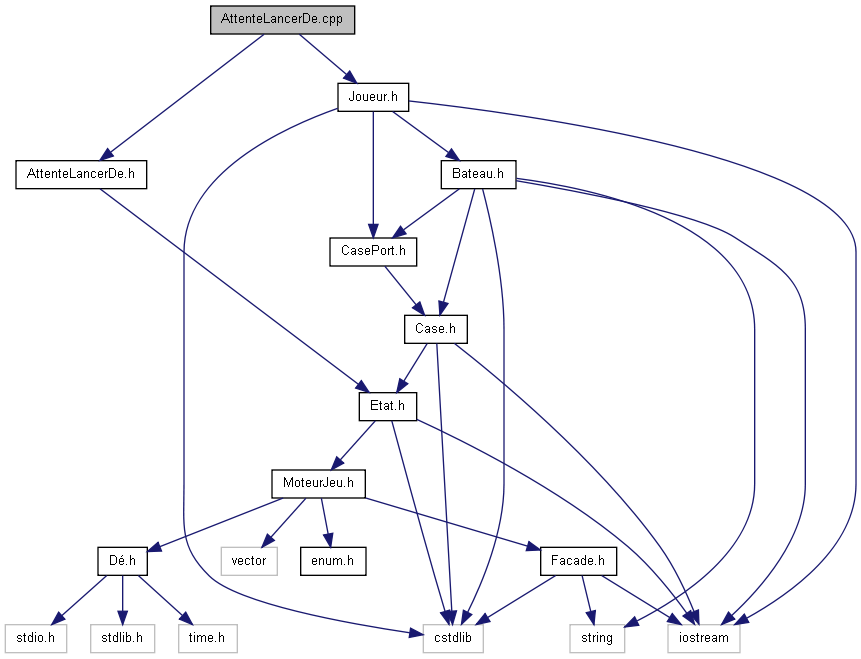 AttenteLancerDe.cpp
Joueur.h
AttenteLancerDe.h
Bateau.h
CasePort.h
Case.h
Etat.h
MoteurJeu.h
Dé.h
vector
enum.h
Facade.h
stdio.h
stdlib.h
time.h
cstdlib
string
iostream